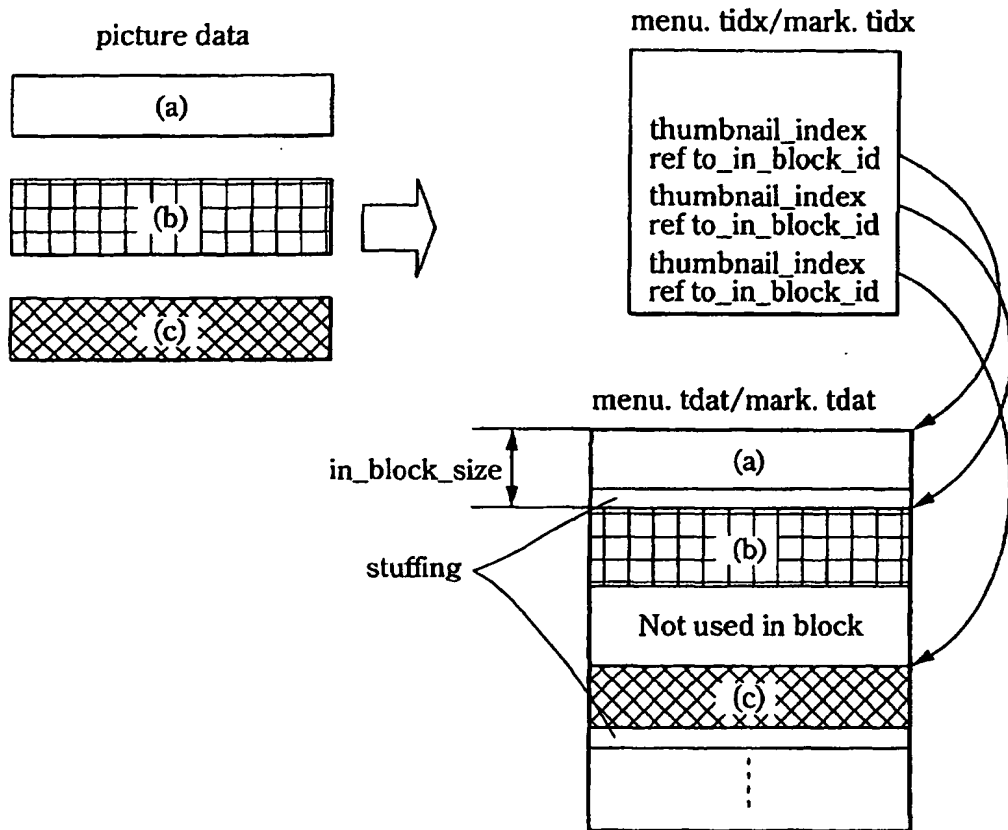 picture data
(a)
(b)
(c)
menu. tidx/mark. tidx
thumbnail_index
ref to_in_block_id
thumbnail_index
ref to_in_block_id
thumbnail_index
ref to_in_block_id
menu. tdat/mark. tdat
in_block_size
(a)
stuffing
(b)
Not used in block
(c)